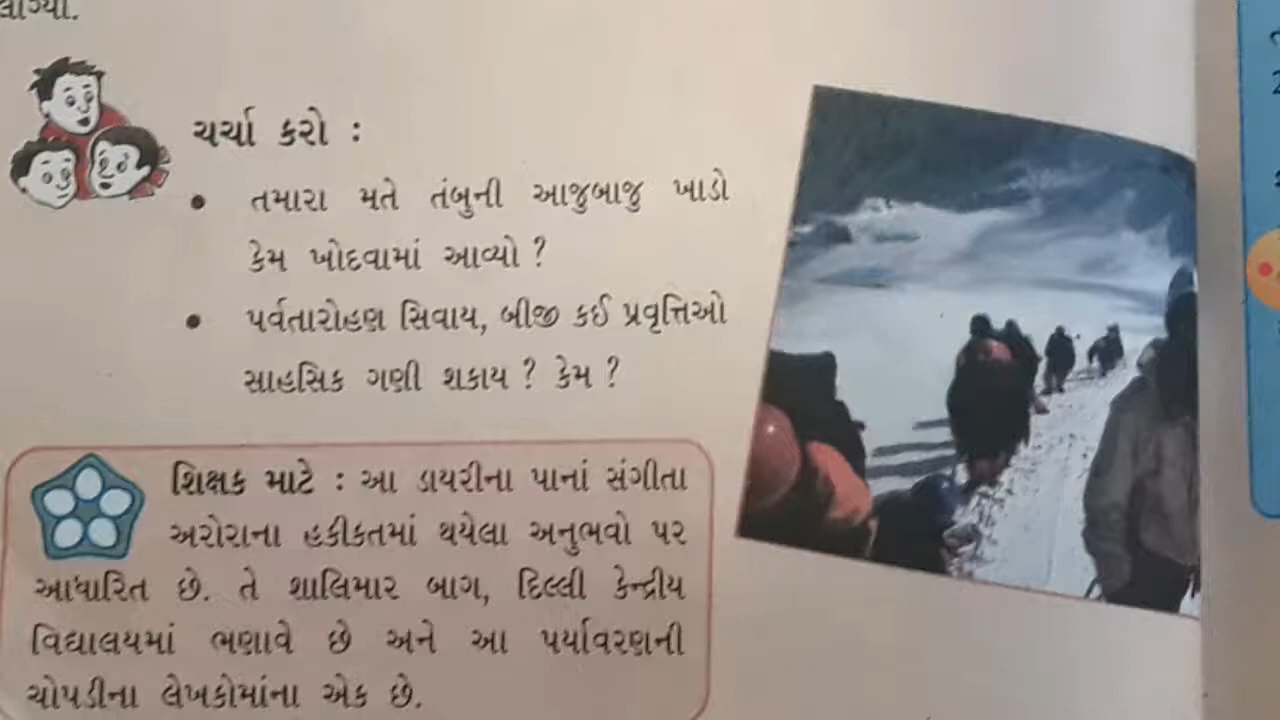 ચર્ચા કરો :
• તમારા મતે તંબુની આજુબાજુ ખાડો
કેમ ખોદવામાં આવ્યો ?
• પર્વતારોહણ સિવાય, બીજી કઈ પ્રવૃત્તિઓ
સાહસિક ગણી શકાય ? કેમ ?
શિક્ષક માટે : આ ડાયરીના પાનાં સંગીતા
અરોરાના હકીકતમાં થયેલા અનુભવો પર
આધારિત છે. તે શાલિમાર બાગ, દિલ્લી કેન્દ્રીય
વિદ્યાલયમાં ભણાવે છે અને આ પર્યાવરણની
ચોપડીના લેખકોમાંના એક છે.